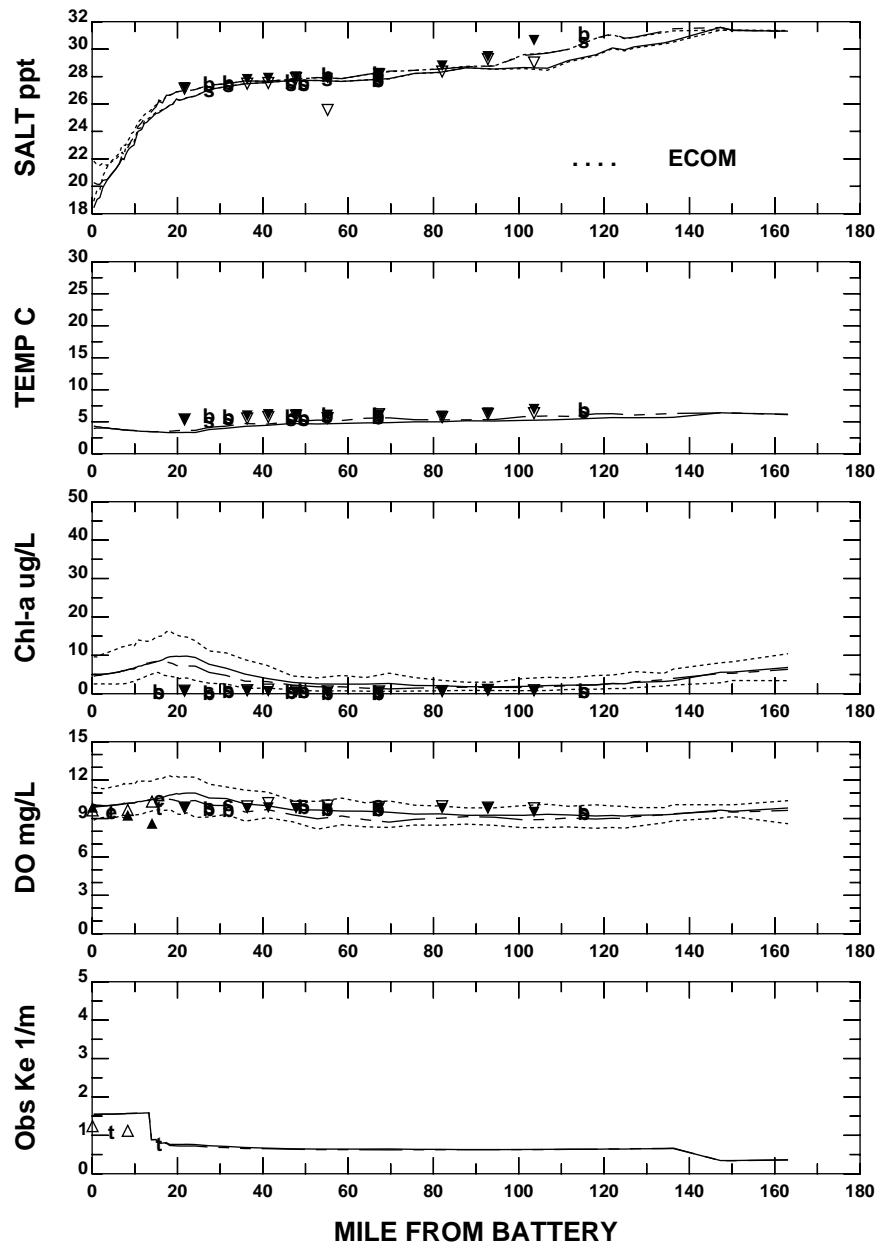 SALT ppt
32
30
28
26
24
22
20
18
b b b b b b b b
s s s s s s s s
.... ECOM
0 20 40 60 80 100 120 140 160 180
TEMP C
30
25
20
15
10
5
0
b b b b b b b
s s s s s s
0 20 40 60 80 100 120 140 160 180
Chl-a ug/L
50
40
30
20
10
0
b b b b b b b b
0 20 40 60 80 100 120 140 160 180
DO mg/L
15
12
9
6
3
0
e e t s s s s s
b b b b b b b
0 20 40 60 80 100 120 140 160 180
Obs Ke 1/m
5
4
3
2
1
0
t t
0 20 40 60 80 100 120 140 160 180
MILE FROM BATTERY